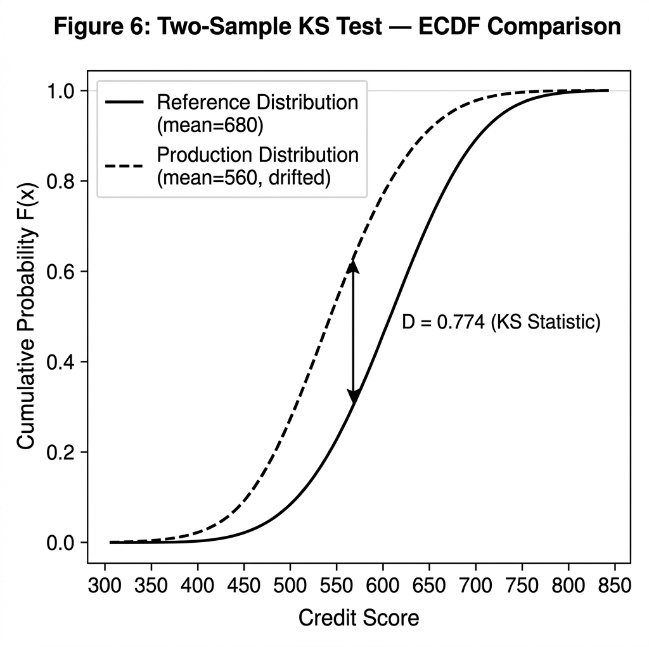 Figure 6: Two-Sample KS Test — ECDF Comparison
Reference Distribution
(mean=680)
Production Distribution
(mean=560, drifted)
Cumulative Probability F(x)
1.0
0.8
0.6
0.4
0.2
0.0
D = 0.774 (KS Statistic)
300 350 400 450 500 550 600 650 700 750 800 850
Credit Score